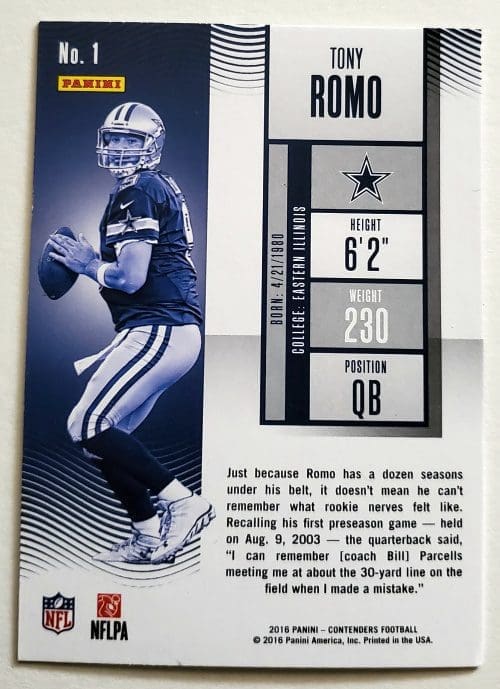 No. 1
PANINI
TONY
ROMO
BORN: 4/21/1980
COLLEGE: EASTERN ILLINOIS
HEIGHT
6'2"
WEIGHT
230
POSITION
QB
Just because Romo has a dozen seasons
under his belt, it doesn't mean he can't
remember what rookie nerves felt like.
Recalling his first preseason game — held
on Aug. 9, 2003 — the quarterback said,
"I can remember [coach Bill] Parcells
meeting me at about the 30-yard line on the
field when I made a mistake."
NFL
NFLPA
2016 PANINI – CONTENDERS FOOTBALL
© 2016 Panini America, Inc. Printed in the USA.